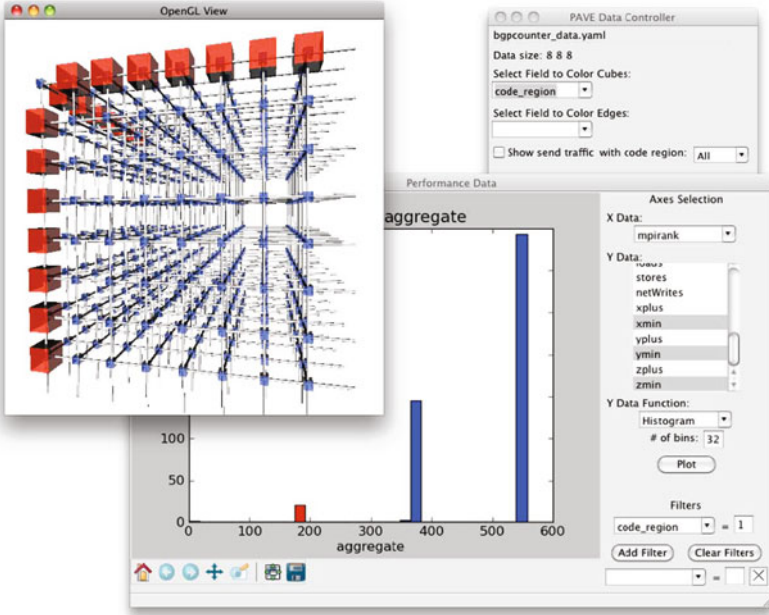 OpenGL View
PAVE Data Controller
bgpcounter_data.yaml
Data size: 8 8 8
Select Field to Color Cubes:
code_region
Select Field to Color Edges:
Show send traffic with code region: All
Performance Data
aggregate
100
50
0
0 100 200 300 400 500 600
aggregate
Axes Selection
X Data:
mpirank
Y Data:
loads
stores
netWrites
xplus
xmin
yplus
ymin
zplus
zmin
Y Data Function:
Histogram
# of bins: 32
Plot
Filters
code_region = 1
Add Filter Clear Filters
=